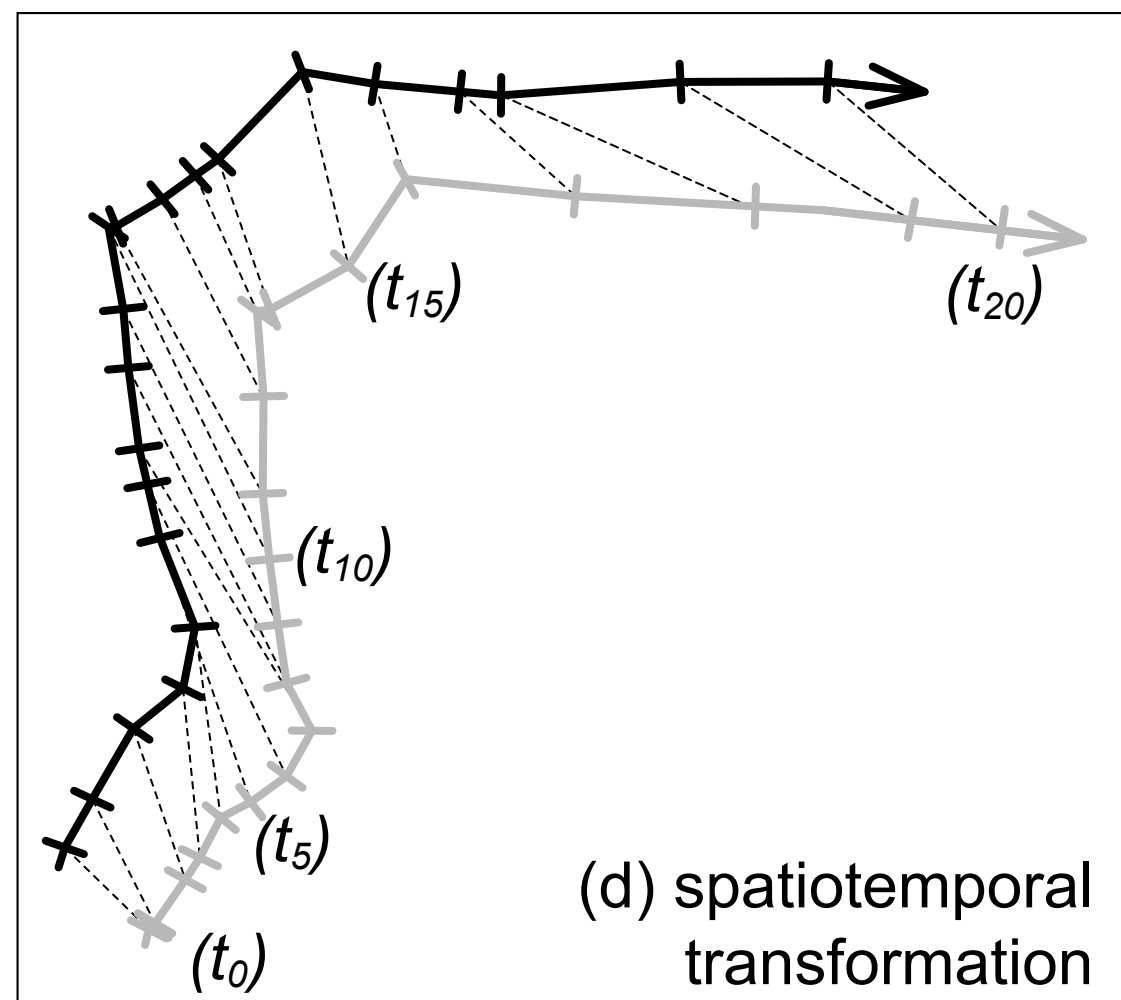 (t15)
(t20)
(t10)
(t5)
(t0)
(d) spatiotemporal
transformation